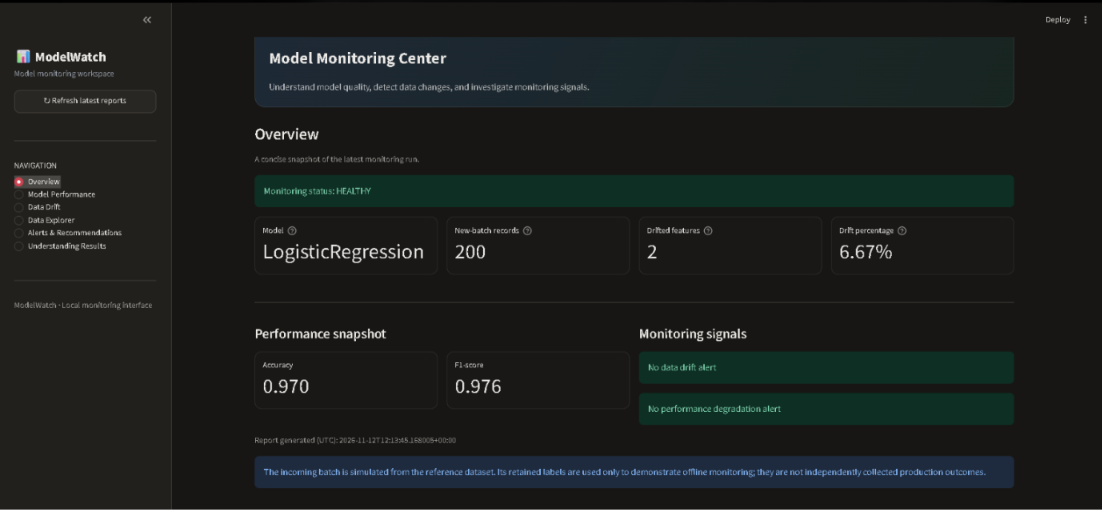 Deploy
ModelWatch
Model monitoring workspace
↻ Refresh latest reports
NAVIGATION
Overview
Model Performance
Data Drift
Data Explorer
Alerts & Recommendations
Understanding Results
ModelWatch · Local monitoring interface
Model Monitoring Center
Understand model quality, detect data changes, and investigate monitoring signals.
Overview
A concise snapshot of the latest monitoring run.
Monitoring status: HEALTHY
Model
LogisticRegression
New-batch records
200
Drifted features
2
Drift percentage
6.67%
Performance snapshot
Accuracy
0.970
F1-score
0.976
Monitoring signals
No data drift alert
No performance degradation alert
Report generated (UTC):
The incoming batch is simulated from the reference dataset. Its retained labels are used only to demonstrate offline monitoring; they are not independently collected production outcomes.